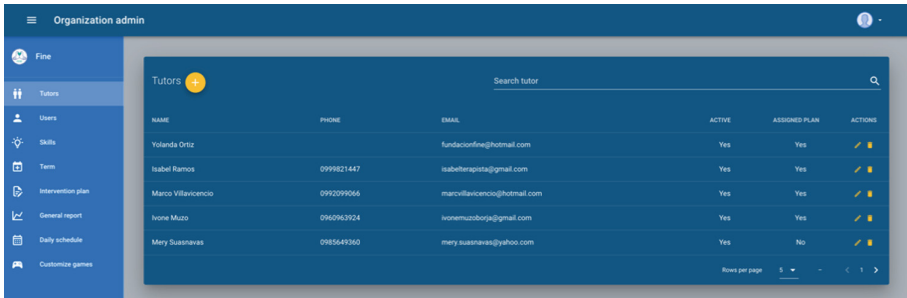 Organization admin
Fine
Tutors
Users
Skills
Term
Intervention plan
General report
Daily schedule
Customize games
Tutors +
Search tutor
NAME PHONE EMAIL ACTIVE ASSIGNED PLAN ACTIONS
Yolanda Ortiz fundacionfine@hotmail.com Yes Yes
Isabel Ramos 0999821447 isabelterapista@gmail.com Yes Yes
Marco Villavicencio 0992099066 marcvillavicencio@hotmail.com Yes Yes
Ivone Muzo 0960963924 ivonemuzoborja@gmail.com Yes Yes
Mery Suasnavas 0985649360 mery.suasnavas@yahoo.com Yes No
Rows per page 5 - < 1 >